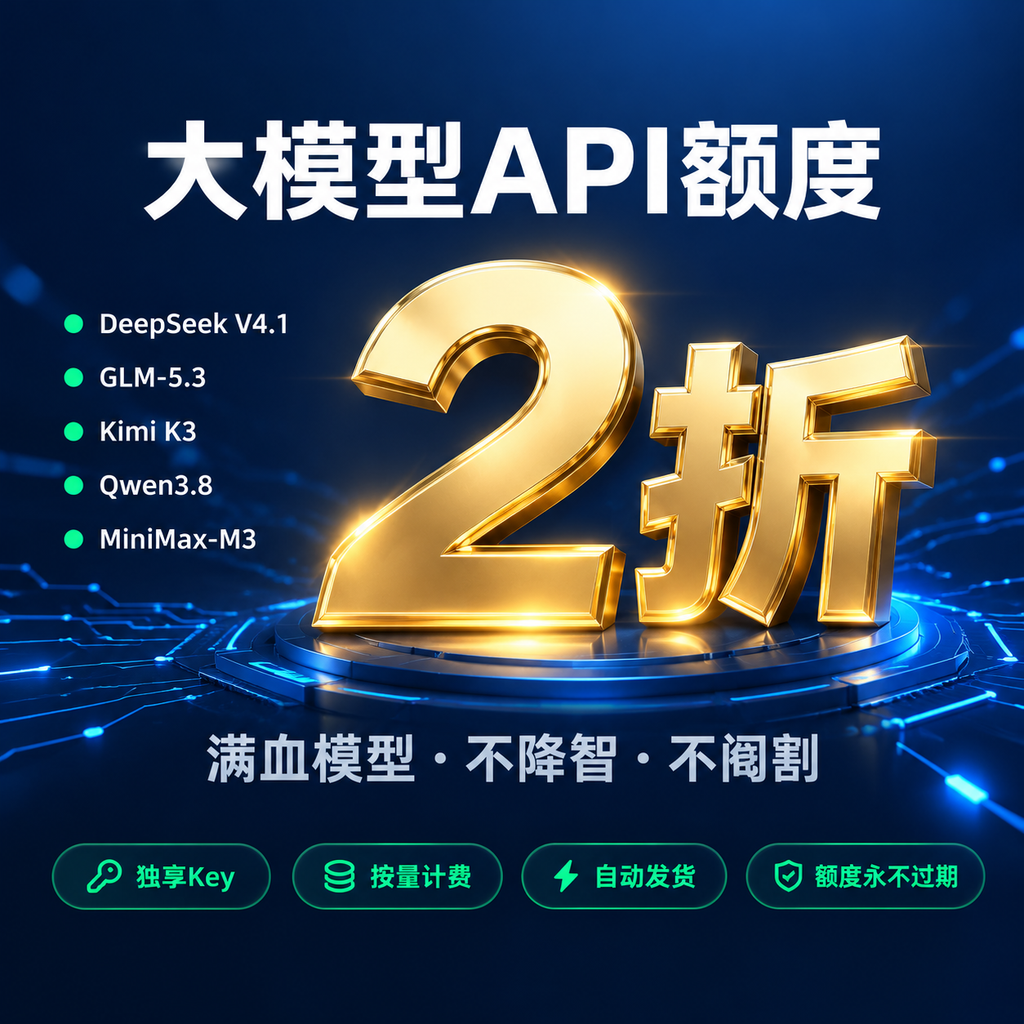 大模型API额度
2折
DeepSeek V4.1
GLM-5.3
Kimi K3
Qwen3.8
MiniMax-M3
满血模型·不降智·不阉割
独享Key
按量计费
自动发货
额度永不过期